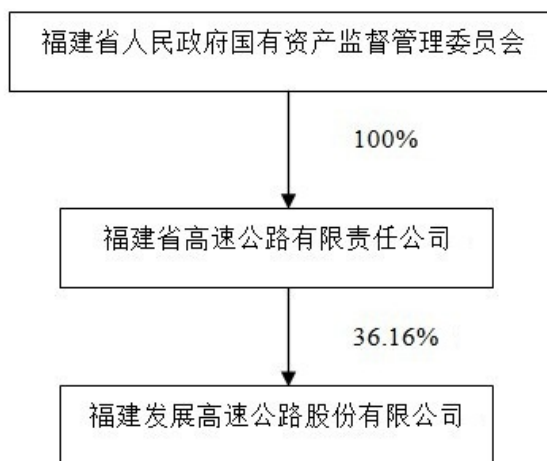 福建省人民政府国有资产监督管理委员会
100%
福建省高速公路有限责任公司
36.16%
福建发展高速公路股份有限公司